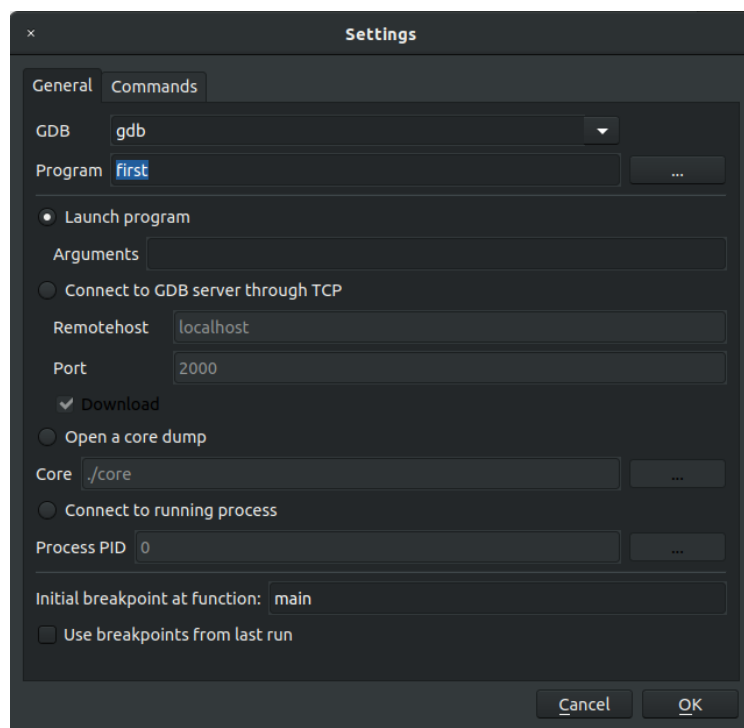 × Settings
General Commands
GDB gdb
Program first ...
Launch program
Arguments
Connect to GDB server through TCP
Remotehost localhost
Port 2000
Download
Open a core dump
Core ./core ...
Connect to running process
Process PID 0 ...
Initial breakpoint at function: main
Use breakpoints from last run
Cancel OK